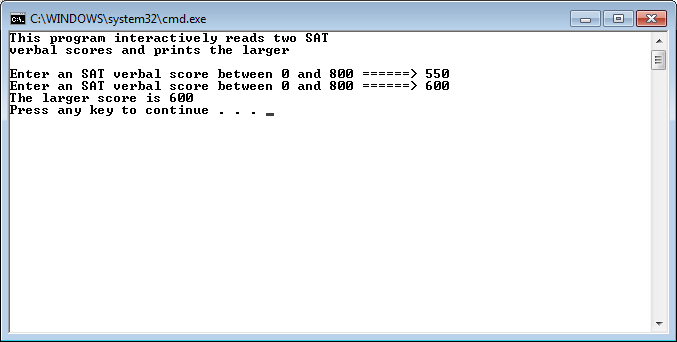 C:\WINDOWS\system32\cmd.exe
This program interactively reads two SAT
verbal scores and prints the larger
Enter an SAT verbal score between 0 and 800 ======> 550
Enter an SAT verbal score between 0 and 800 ======> 600
The larger score is 600
Press any key to continue . . .